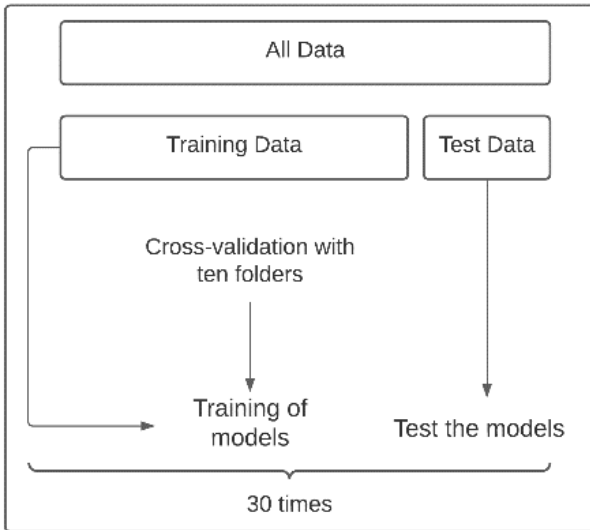 All Data
Training Data
Test Data
Cross-validation with
ten folders
Training of
models
Test the models
30 times